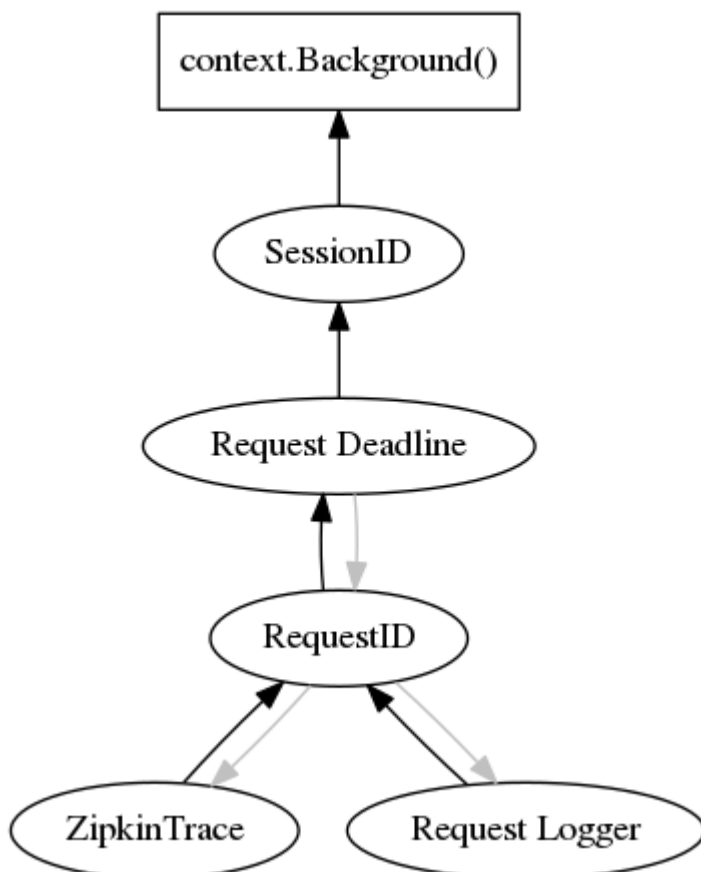 context.Background()
SessionID
Request Deadline
RequestID
ZipkinTrace
Request Logger